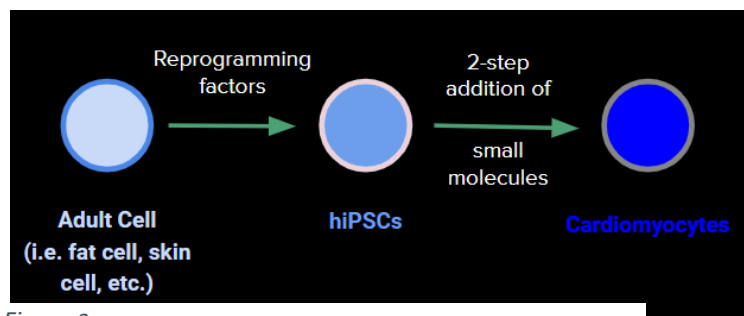 Reprogramming
factors
2-step
addition of
small
molecules
Adult Cell
(i.e. fat cell, skin
cell, etc.)
hiPSCs
Cardiomyocytes